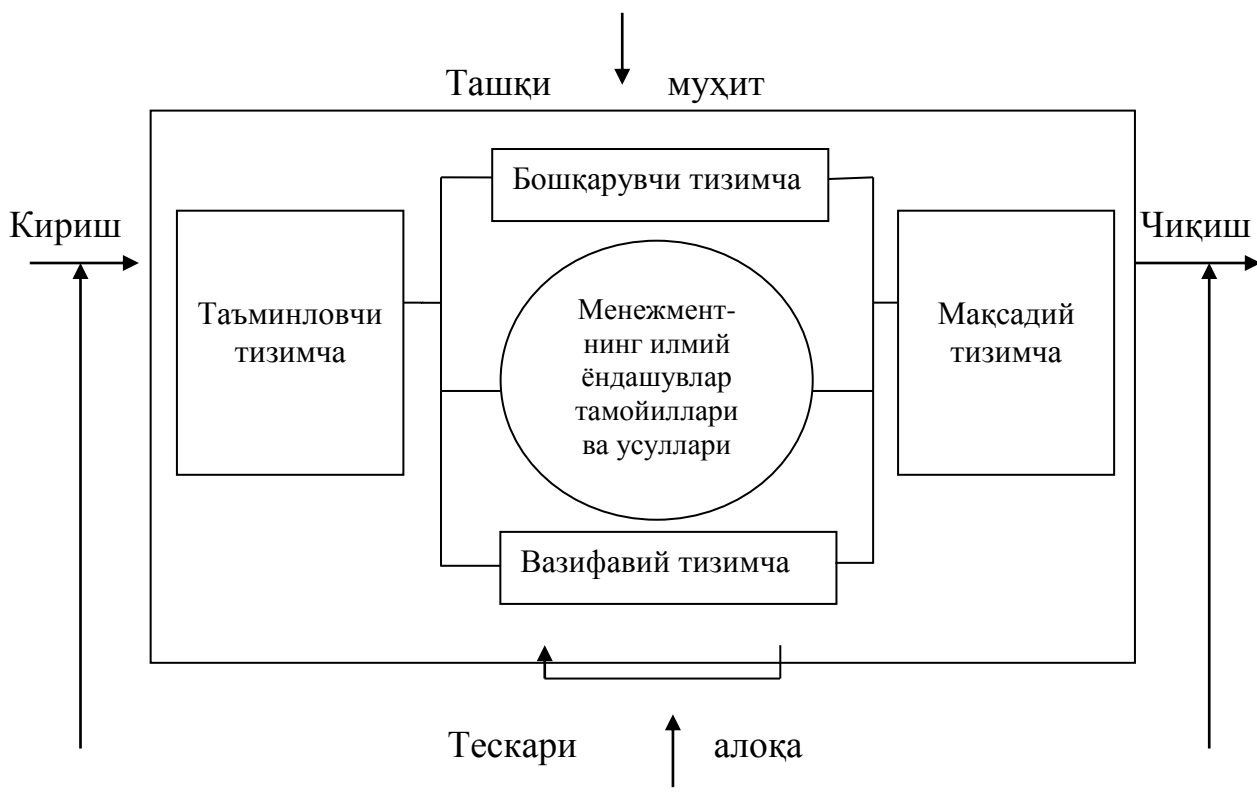 Ташқи муҳит
Бошқарувчи тизимча
Кириш
Чиқиш
Таъминловчи
тизимча
Менежмент-
нинг илмий
ёндашувлар
тамойиллари
ва усуллари
Мақсадий
тизимча
Вазифавий тизимча
Тескари алоқа